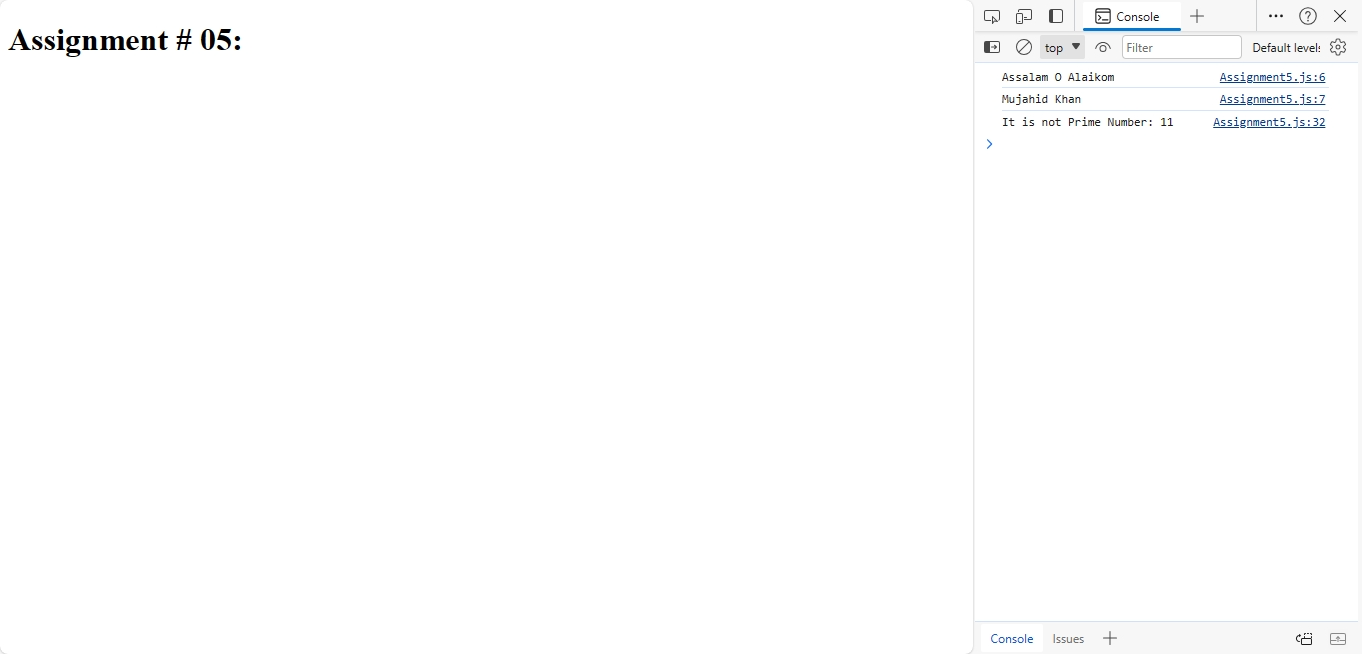 Assignment # 05:
Console
top
Filter
Default levels
Assalam O Alaikom Assignment5.js:6
Mujahid Khan Assignment5.js:7
It is not Prime Number: 11 Assignment5.js:32
Console Issues